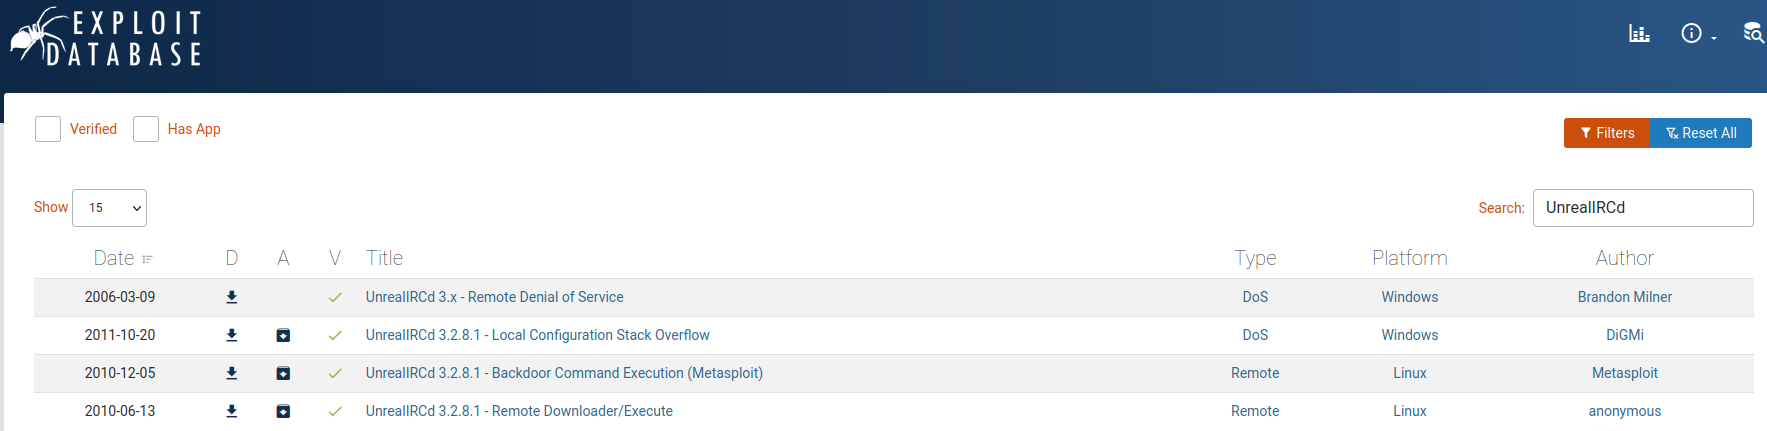 EXPLOIT
DATABASE
Verified Has App
Filters Reset All
Show 15 Search: UnrealIRCd
Date D A V Title Type Platform Author
2006-03-09 UnrealIRCd 3.x - Remote Denial of Service DoS Windows Brandon Milner
2011-10-20 UnrealIRCd 3.2.8.1 - Local Configuration Stack Overflow DoS Windows DiGMi
2010-12-05 UnrealIRCd 3.2.8.1 - Backdoor Command Execution (Metasploit) Remote Linux Metasploit
2010-06-13 UnrealIRCd 3.2.8.1 - Remote Downloader/Execute Remote Linux anonymous